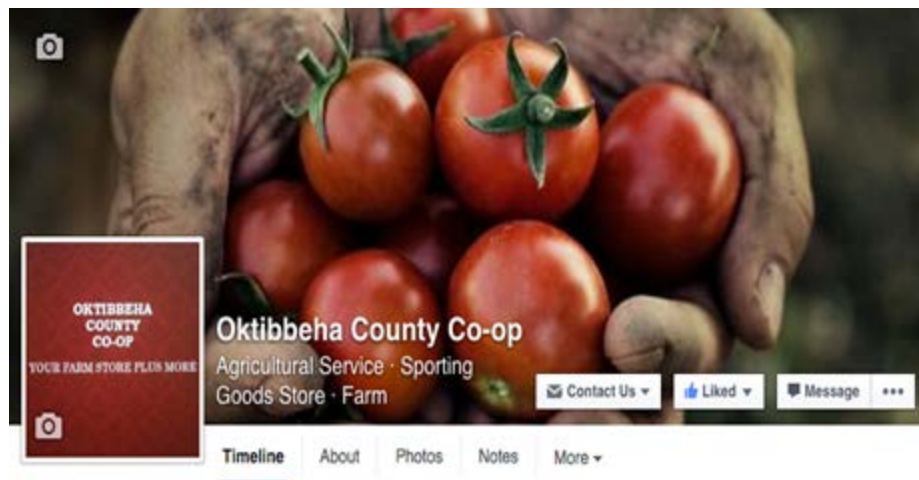 OKTIBBEHA
COUNTY
CO-OP
YOUR FARM STORE PLUS MORE
Oktibbeha County Co-op
Agricultural Service · Sporting
Goods Store · Farm
Contact Us
Liked
Message
Timeline
About
Photos
Notes
More